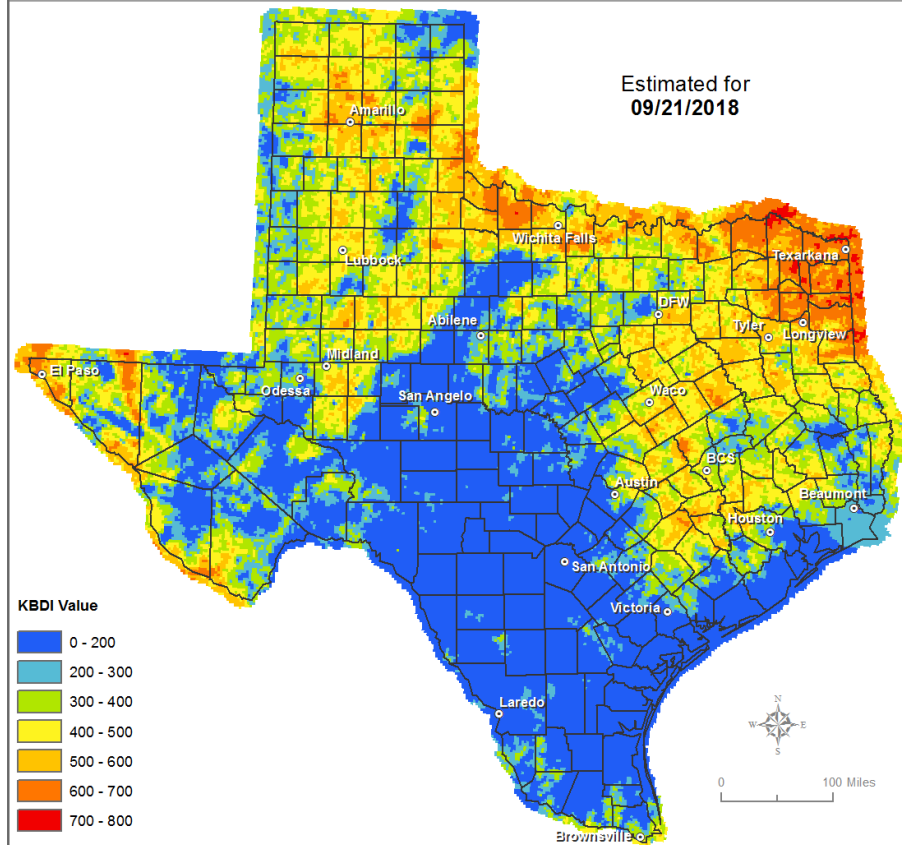 Estimated for
09/21/2018
Amarillo
Wichita Falls
Lubbock
Texarkana
DFW
Abilene
Tyler
Longview
Midland
El Paso
Odessa
San Angelo
Waco
BCS
Austin
Beaumont
Houston
San Antonio
Victoria
KBDI Value
0 - 200
200 - 300
300 - 400
400 - 500
500 - 600
600 - 700
700 - 800
Laredo
N
W E
S
0 100 Miles
Brownsville